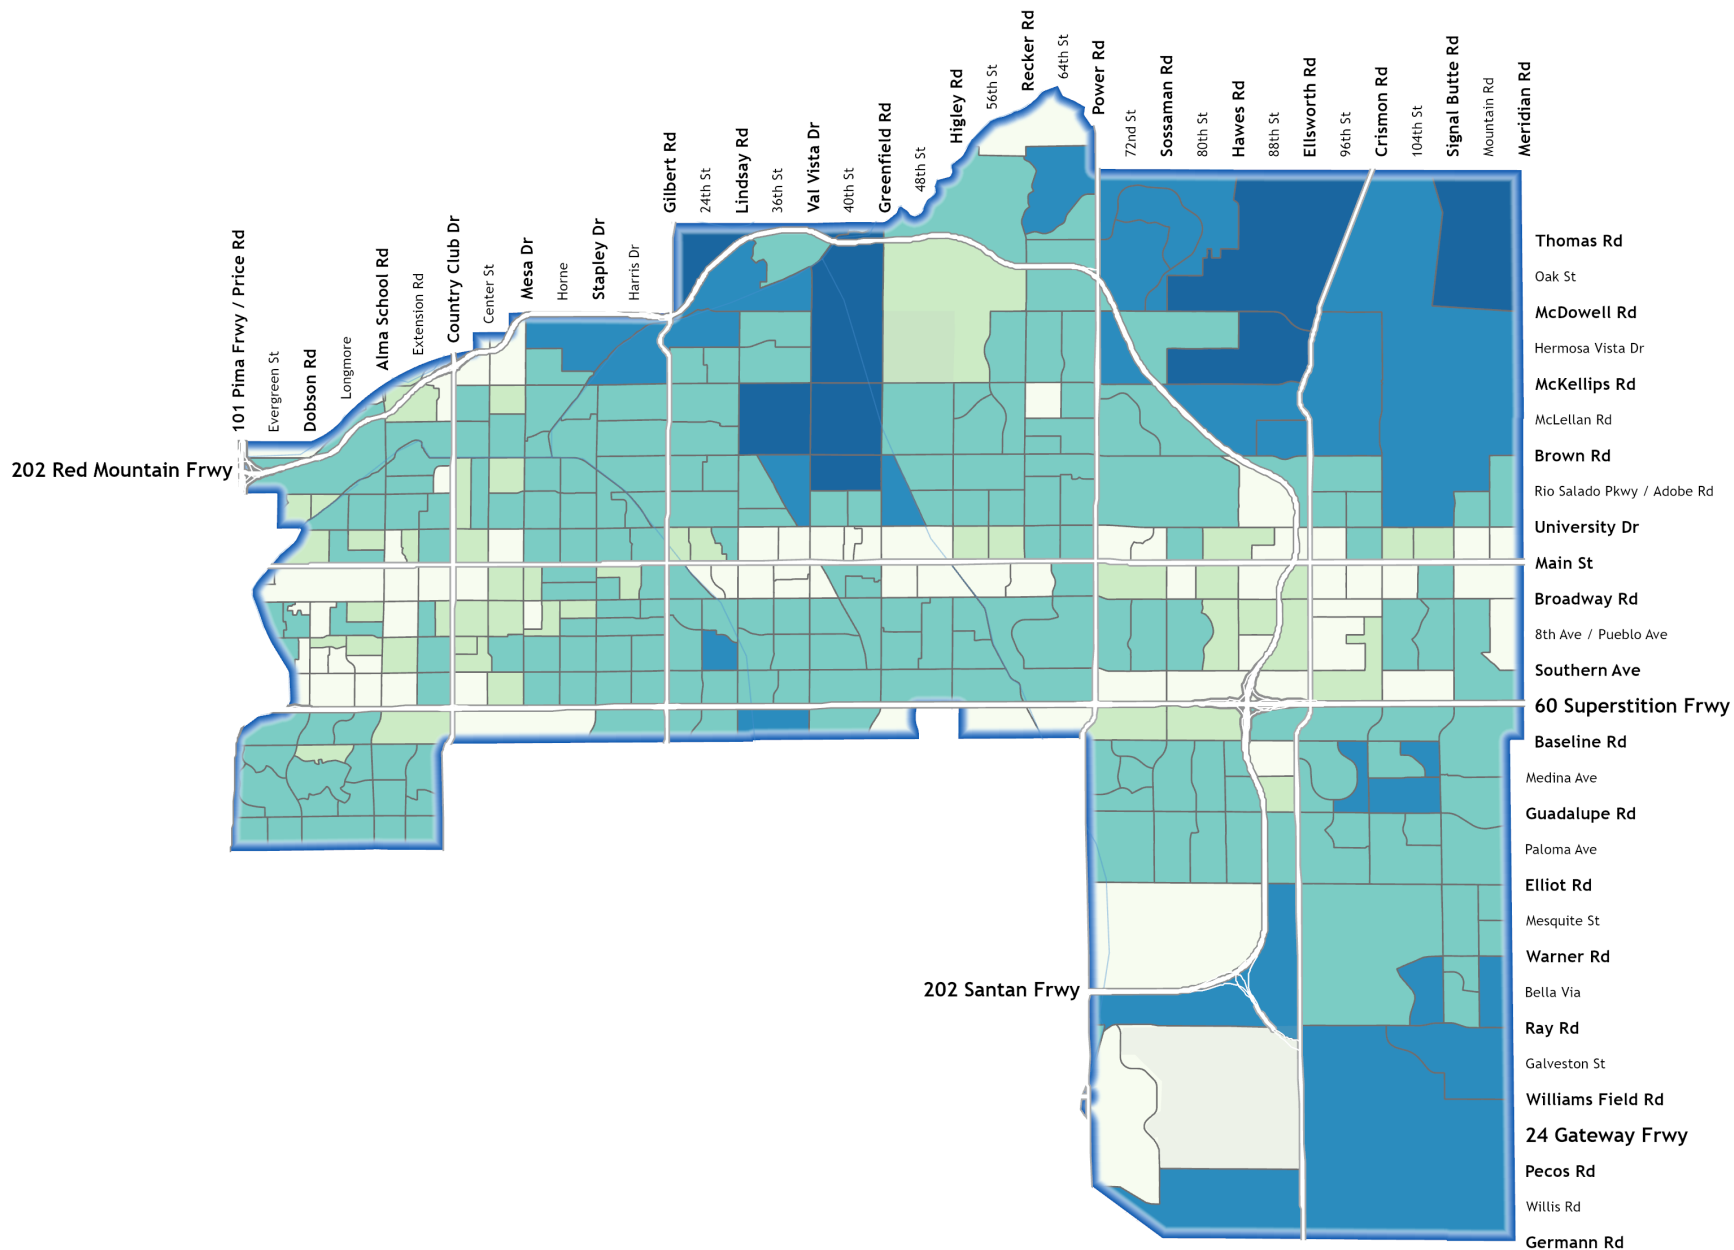 101 Pima Frwy / Price Rd
Evergreen St
Dobson Rd
Longmore
Alma School Rd
Extension Rd
Country Club Dr
Center St
Mesa Dr
Horne
Stapley Dr
Harris Dr
Gilbert Rd
24th St
Lindsay Rd
36th St
Val Vista Dr
40th St
Greenfield Rd
48th St
Higley Rd
56th St
Recker Rd
64th St
Power Rd
72nd St
Sossaman Rd
80th St
Hawes Rd
88th St
Ellsworth Rd
96th St
Crismon Rd
104th St
Signal Butte Rd
Mountain Rd
Meridian Rd
Thomas Rd
Oak St
McDowell Rd
Hermosa Vista Dr
McKellips Rd
McLellan Rd
Brown Rd
202 Red Mountain Frwy
Rio Salado Pkwy / Adobe Rd
University Dr
Main St
Broadway Rd
8th Ave / Pueblo Ave
Southern Ave
60 Superstition Frwy
Baseline Rd
Medina Ave
Guadalupe Rd
Paloma Ave
Elliot Rd
Mesquite St
Warner Rd
202 Santan Frwy
Bella Via
Ray Rd
Galveston St
Williams Field Rd
24 Gateway Frwy
Pecos Rd
Willis Rd
Germann Rd